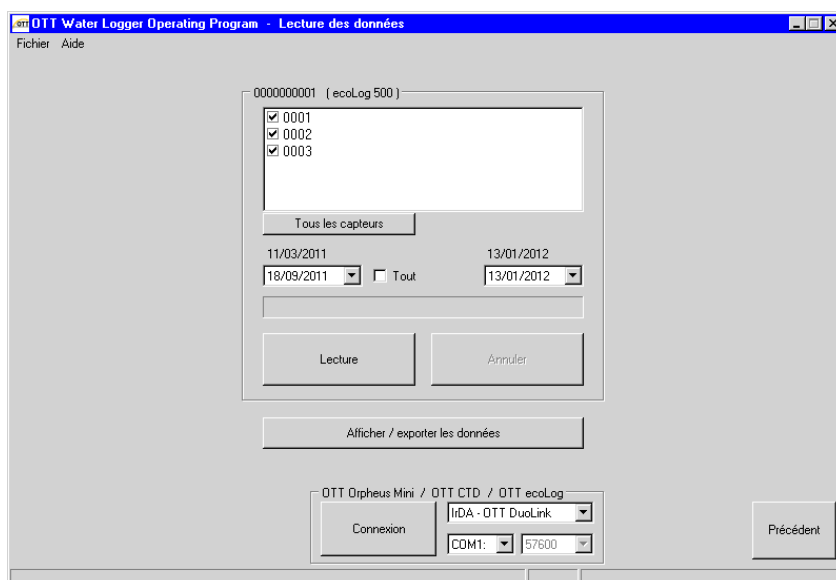 OTT Water Logger Operating Program - Lecture des données
Fichier Aide
0000000001 ( ecoLog 500 )
0001
0002
0003
Tous les capteurs
11/03/2011 13/01/2012
18/09/2011 Tout 13/01/2012
Lecture Annuler
Afficher / exporter les données
OTT Orpheus Mini / OTT CTD / OTT ecoLog
IrDA - OTT DuoLink
Connexion Précédent
COM1: 57600